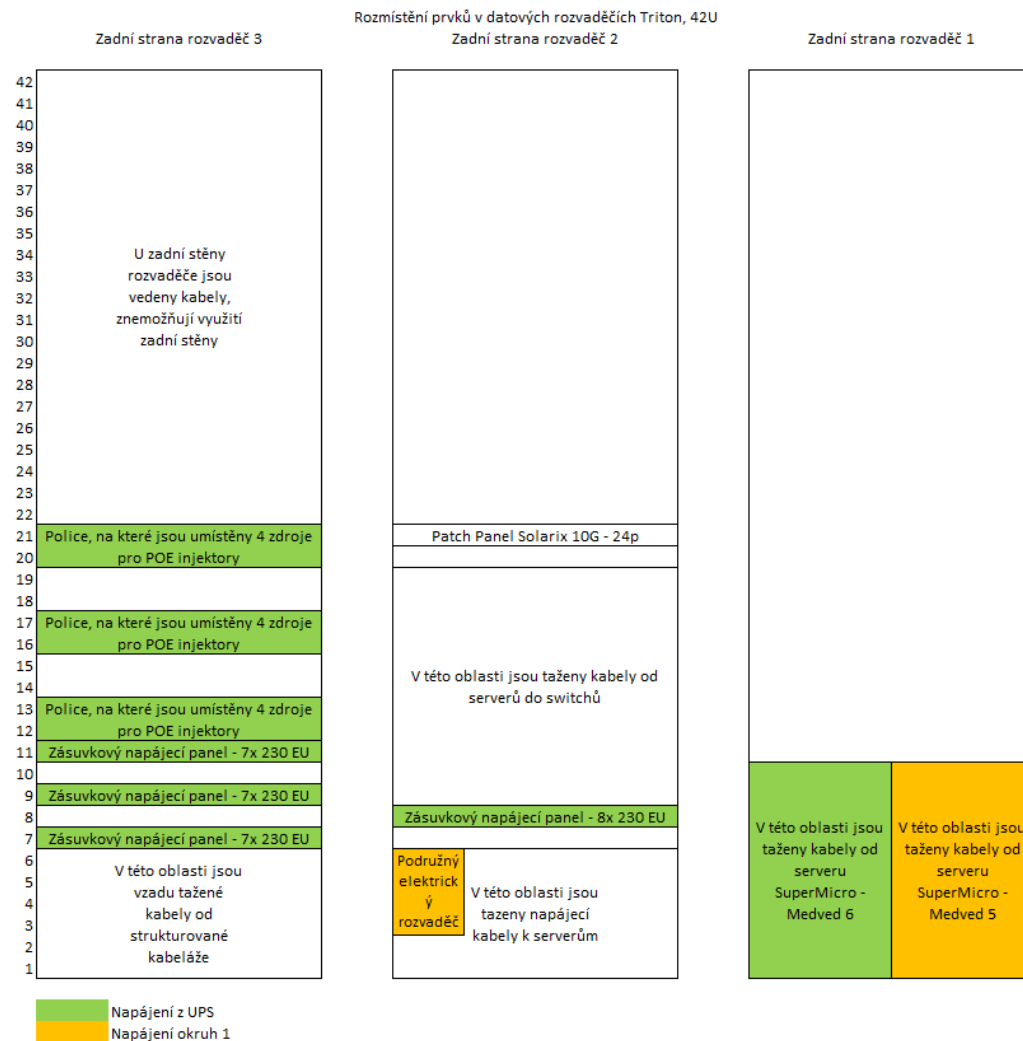 Rozmístění prvků v datových rozvaděčích Triton, 42U
Zadní strana rozvaděč 3
Zadní strana rozvaděč 2
Zadní strana rozvaděč 1
42
41
40
39
38
37
36
35
34
33
32
31
30
29
28
27
26
25
24
23
22
21
20
19
18
17
16
15
14
13
12
11
10
9
8
7
6
5
4
3
2
1
U zadní stěny
rozvaděče jsou
vedeny kabely,
znemožňují využití
zadní stěny
Police, na které jsou umístěny 4 zdroje
pro POE injektory
Police, na které jsou umístěny 4 zdroje
pro POE injektory
Police, na které jsou umístěny 4 zdroje
pro POE injektory
Zásuvkový napájecí panel - 7x 230 EU
Zásuvkový napájecí panel - 7x 230 EU
Zásuvkový napájecí panel - 7x 230 EU
V této oblasti jsou
vzadu tažené
kabely od
strukturované
kabeláže
Patch Panel Solarix 10G - 24p
V této oblasti jsou taženy kabely od
serverů do switchů
Zásuvkový napájecí panel - 8x 230 EU
Podružný
elektrick
ý
rozvaděč
V této oblasti jsou
tazeny napájecí
kabely k serverům
V této oblasti jsou
taženy kabely od
serveru
SuperMicro -
Medved 6
V této oblasti jsou
taženy kabely od
serveru
SuperMicro -
Medved 5
Napájení z UPS
Napájení okruh 1